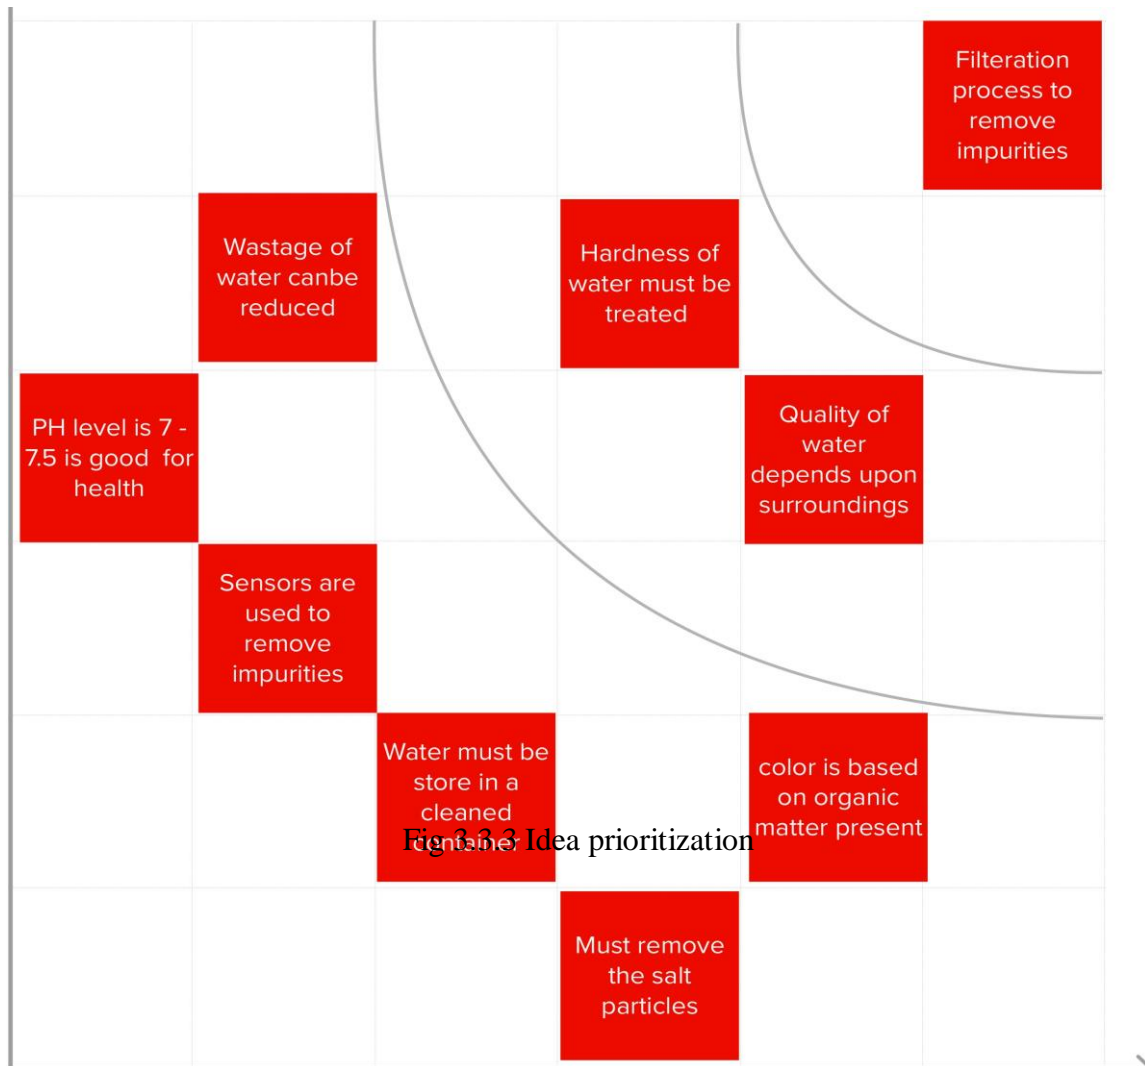 Filteration
process to
remove
impurities
Wastage of
water canbe
reduced
Hardness of
water must be
treated
PH level is 7 -
7.5 is good  for
health
Quality of
water
depends upon
surroundings
Sensors are
used to
remove
impurities
Water must be
store in a
cleaned
container
color is based
on organic
matter present
Fig 3.3.3 Idea prioritization
Must remove
the salt
particles